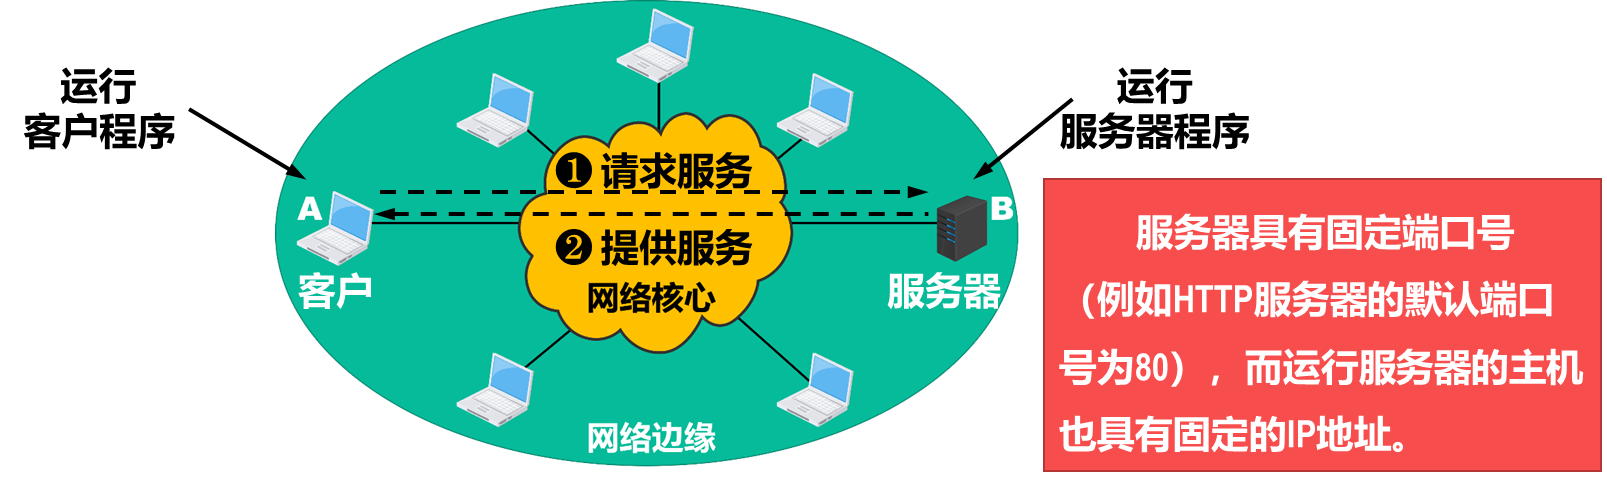 运行
客户程序
运行
服务器程序
❶ 请求服务
A
B
❷ 提供服务
客户
网络核心
服务器
网络边缘
服务器具有固定端口号
（例如HTTP服务器的默认端口
号为80），而运行服务器的主机
也具有固定的IP地址。